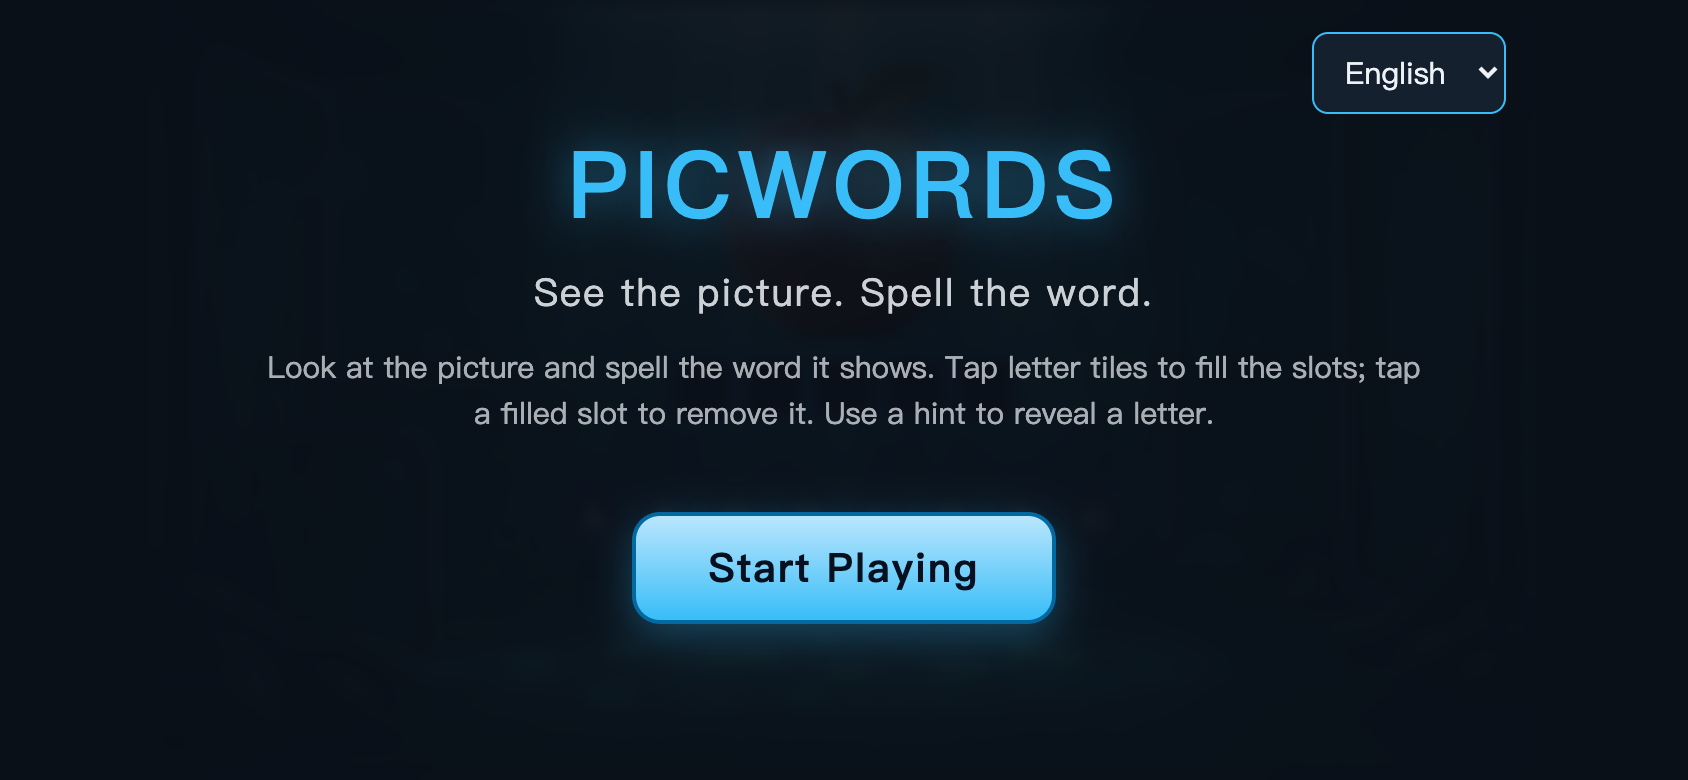 English
PICWORDS
See the picture. Spell the word.
Look at the picture and spell the word it shows. Tap letter tiles to fill the slots; tap
a filled slot to remove it. Use a hint to reveal a letter.
Start Playing